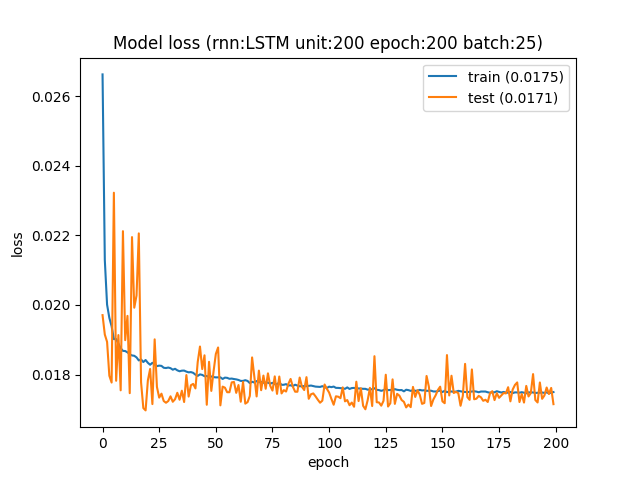 Model loss (rnn:LSTM unit:200 epoch:200 batch:25)
train (0.0175)
test (0.0171)
0.026
0.024
0.022
0.020
0.018
loss
0 25 50 75 100 125 150 175 200
epoch